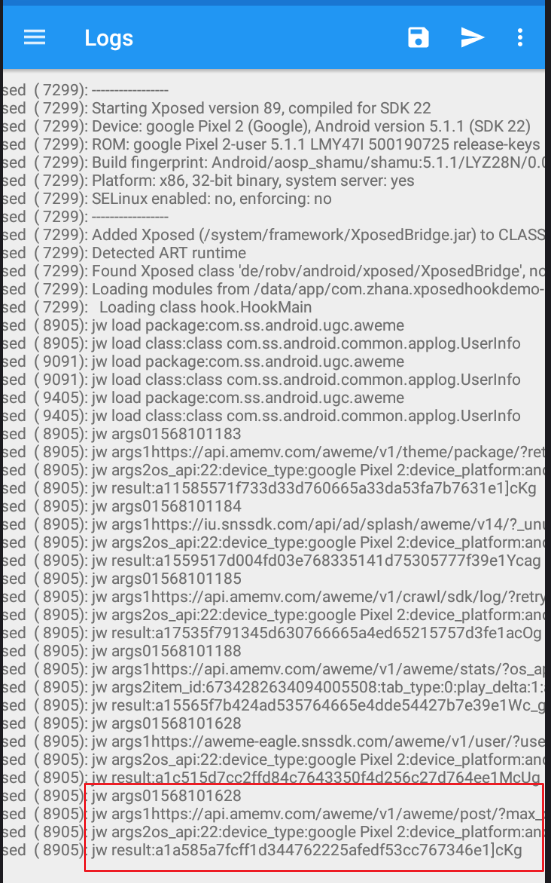 Logs
sed ( 7299): -----------------
sed ( 7299): Starting Xposed version 89, compiled for SDK 22
sed ( 7299): Device: google Pixel 2 (Google), Android version 5.1.1 (SDK 22)
sed ( 7299): ROM: google Pixel 2-user 5.1.1 LMY47I 500190725 release-keys
sed ( 7299): Build fingerprint: Android/aosp_shamu/shamu:5.1.1/LYZ28N/0.0
sed ( 7299): Platform: x86, 32-bit binary, system server: yes
sed ( 7299): SELinux enabled: no, enforcing: no
sed ( 7299): -----------------
sed ( 7299): Added Xposed (/system/framework/XposedBridge.jar) to CLASS
sed ( 7299): Detected ART runtime
sed ( 7299): Found Xposed class 'de/robv/android/xposed/XposedBridge', no
sed ( 7299): Loading modules from /data/app/com.zhana.xposedhookdemo-
sed ( 7299): Loading class hook.HookMain
sed ( 8905): jw load package:com.ss.android.ugc.aweme
sed ( 8905): jw load class:class com.ss.android.common.applog.UserInfo
sed ( 9091): jw load package:com.ss.android.ugc.aweme
sed ( 9091): jw load class:class com.ss.android.common.applog.UserInfo
sed ( 9405): jw load package:com.ss.android.ugc.aweme
sed ( 9405): jw load class:class com.ss.android.common.applog.UserInfo
sed ( 8905): jw args01568101183
sed ( 8905): jw args1https://api.amemv.com/aweme/v1/theme/package/?ret
sed ( 8905): jw args2os_api:22:device_type:google Pixel 2:device_platform:and
sed ( 8905): jw result:a11585571f733d33d760665a33da53fa7b7631e1]cKg
sed ( 8905): jw args01568101184
sed ( 8905): jw args1https://iu.snssdk.com/api/ad/splash/aweme/v14/?_unu
sed ( 8905): jw args2os_api:22:device_type:google Pixel 2:device_platform:and
sed ( 8905): jw result:a1559517d004fd03e768335141d75305777f39e1Ycag
sed ( 8905): jw args01568101185
sed ( 8905): jw args1https://api.amemv.com/aweme/v1/crawl/sdk/log/?retry
sed ( 8905): jw args2os_api:22:device_type:google Pixel 2:device_platform:and
sed ( 8905): jw result:a17535f791345d630766665a4ed65215757d3fe1acOg
sed ( 8905): jw args01568101188
sed ( 8905): jw args1https://api.amemv.com/aweme/v1/aweme/stats/?os_ap
sed ( 8905): jw args2item_id:6734282634094005508:tab_type:0:play_delta:1:a
sed ( 8905): jw result:a15565f7b424ad535764665e4dde54427b7e39e1Wc_g
sed ( 8905): jw args01568101628
sed ( 8905): jw args1https://aweme-eagle.snssdk.com/aweme/v1/user/?use
sed ( 8905): jw args2os_api:22:device_type:google Pixel 2:device_platform:and
sed ( 8905): jw result:a1c515d7cc2ffd84c7643350f4d256c27d764ee1McUg
sed ( 8905): jw args01568101628
sed ( 8905): jw args1https://api.amemv.com/aweme/v1/aweme/post/?max_c
sed ( 8905): jw args2os_api:22:device_type:google Pixel 2:device_platform:and
sed ( 8905): jw result:a1a585a7fcff1d344762225afedf53cc767346e1]cKg